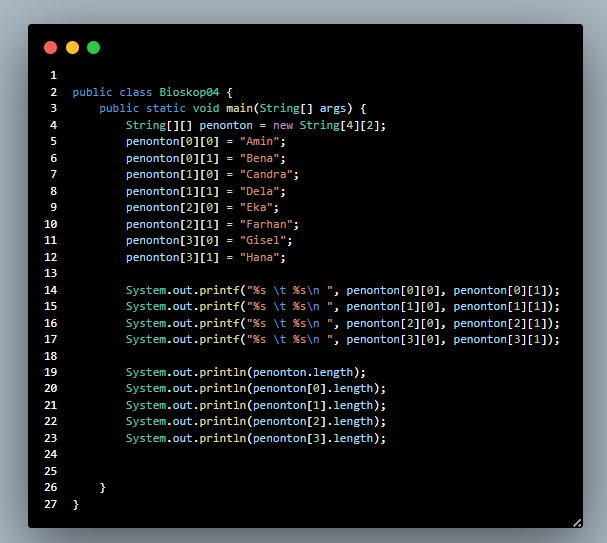 1
2 public class Bioskop04 {
3     public static void main(String[] args) {
4         String[][] penonton = new String[4][2];
5         penonton[0][0] = "Amin";
6         penonton[0][1] = "Bena";
7         penonton[1][0] = "Candra";
8         penonton[1][1] = "Dela";
9         penonton[2][0] = "Eka";
10         penonton[2][1] = "Farhan";
11         penonton[3][0] = "Gisel";
12         penonton[3][1] = "Hana";
13
14         System.out.printf("%s \t %s\n ", penonton[0][0], penonton[0][1]);
15         System.out.printf("%s \t %s\n ", penonton[1][0], penonton[1][1]);
16         System.out.printf("%s \t %s\n ", penonton[2][0], penonton[2][1]);
17         System.out.printf("%s \t %s\n ", penonton[3][0], penonton[3][1]);
18
19         System.out.println(penonton.length);
20         System.out.println(penonton[0].length);
21         System.out.println(penonton[1].length);
22         System.out.println(penonton[2].length);
23         System.out.println(penonton[3].length);
24
25
26     }
27 }